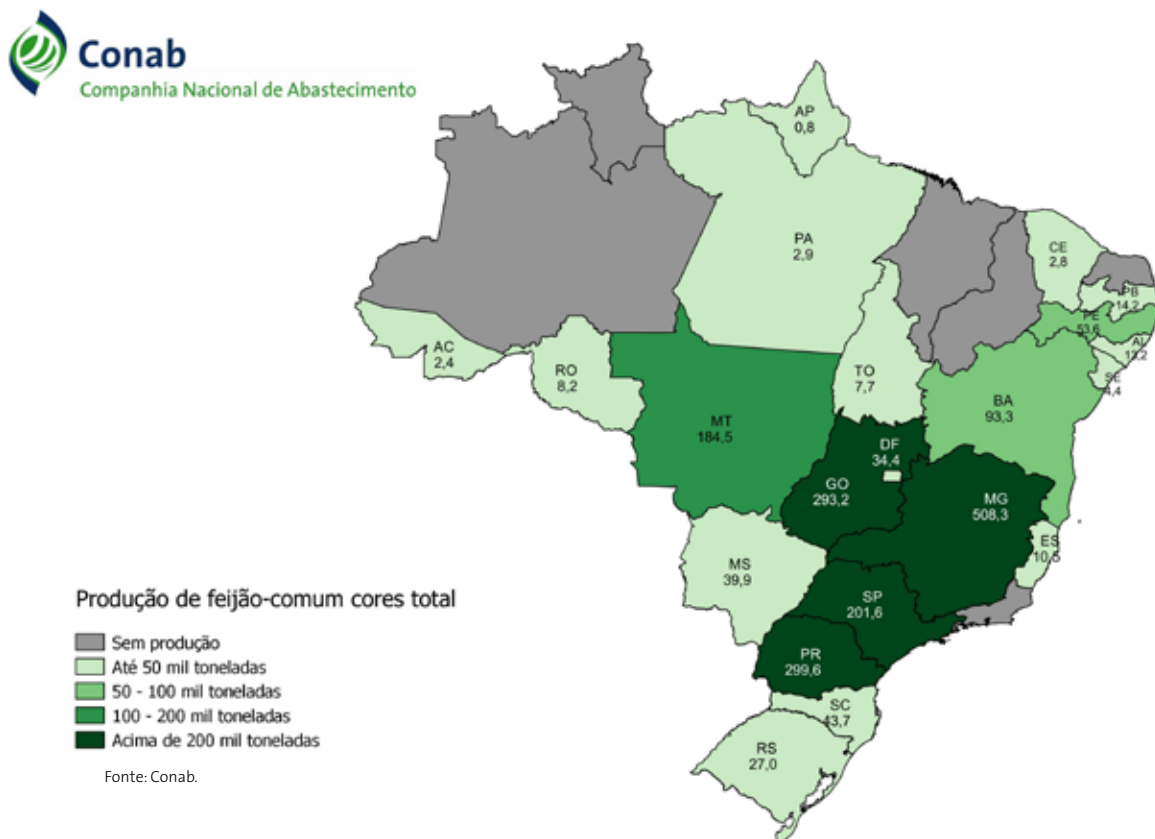 Conab
Companhia Nacional de Abastecimento
AP
0,8
PA
2,9
CE
2,8
PB
14,2
PE
53,6
AL
13,2
SE
4,4
AC
2,4
RO
8,2
TO
7,7
BA
93,3
MT
184,5
DF
34,4
GO
293,2
MG
508,3
ES
10,5
MS
39,9
SP
201,6
PR
299,6
SC
43,7
RS
27,0
Produção de feijão-comum cores total
Sem produção
Até 50 mil toneladas
50 - 100 mil toneladas
100 - 200 mil toneladas
Acima de 200 mil toneladas
Fonte: Conab.